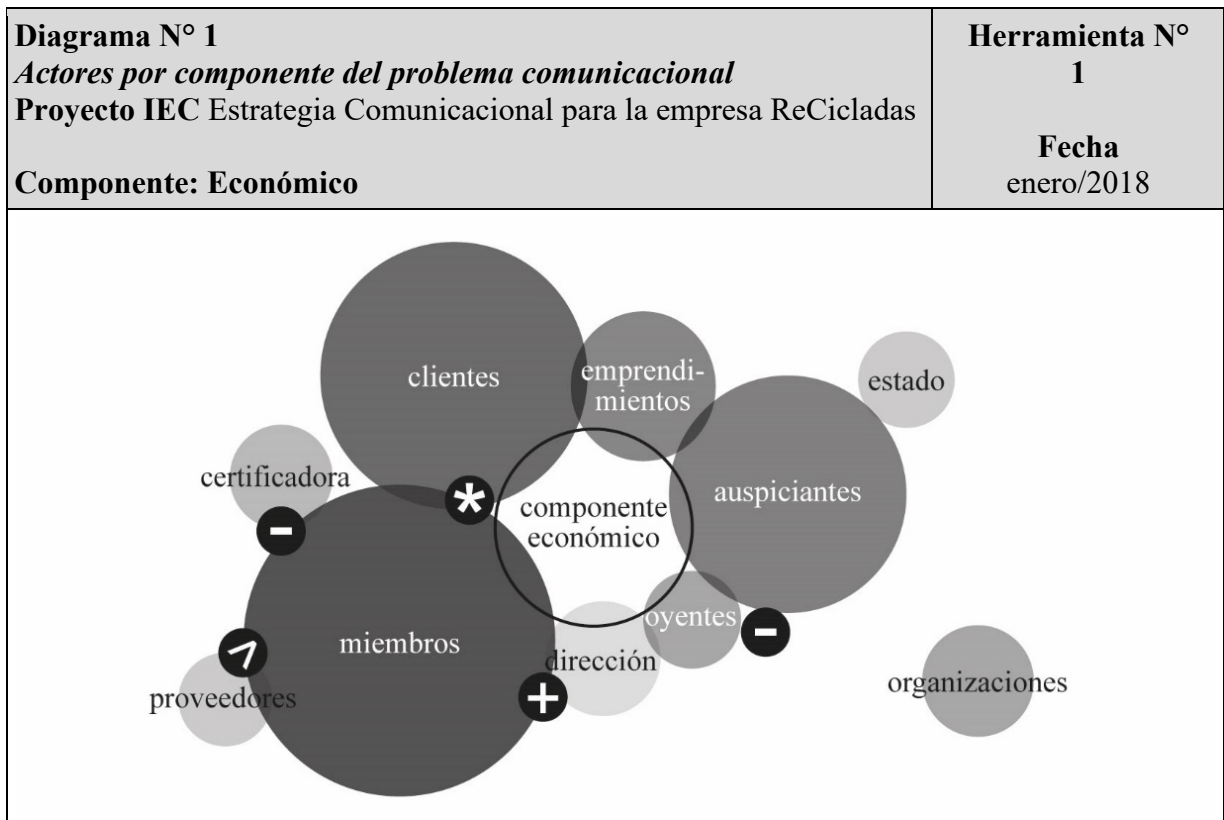 Diagrama N° 1
Actores por componente del problema comunicacional
Proyecto IEC Estrategia Comunicacional para la empresa ReCicladas
Componente: Económico
Herramienta N°
1
Fecha
enero/2018
clientes
emprendi-
mientos
estado
certificadora
*
auspiciantes
componente
económico
-
miembros
oyentes
-
dirección
>
proveedores
+
organizaciones